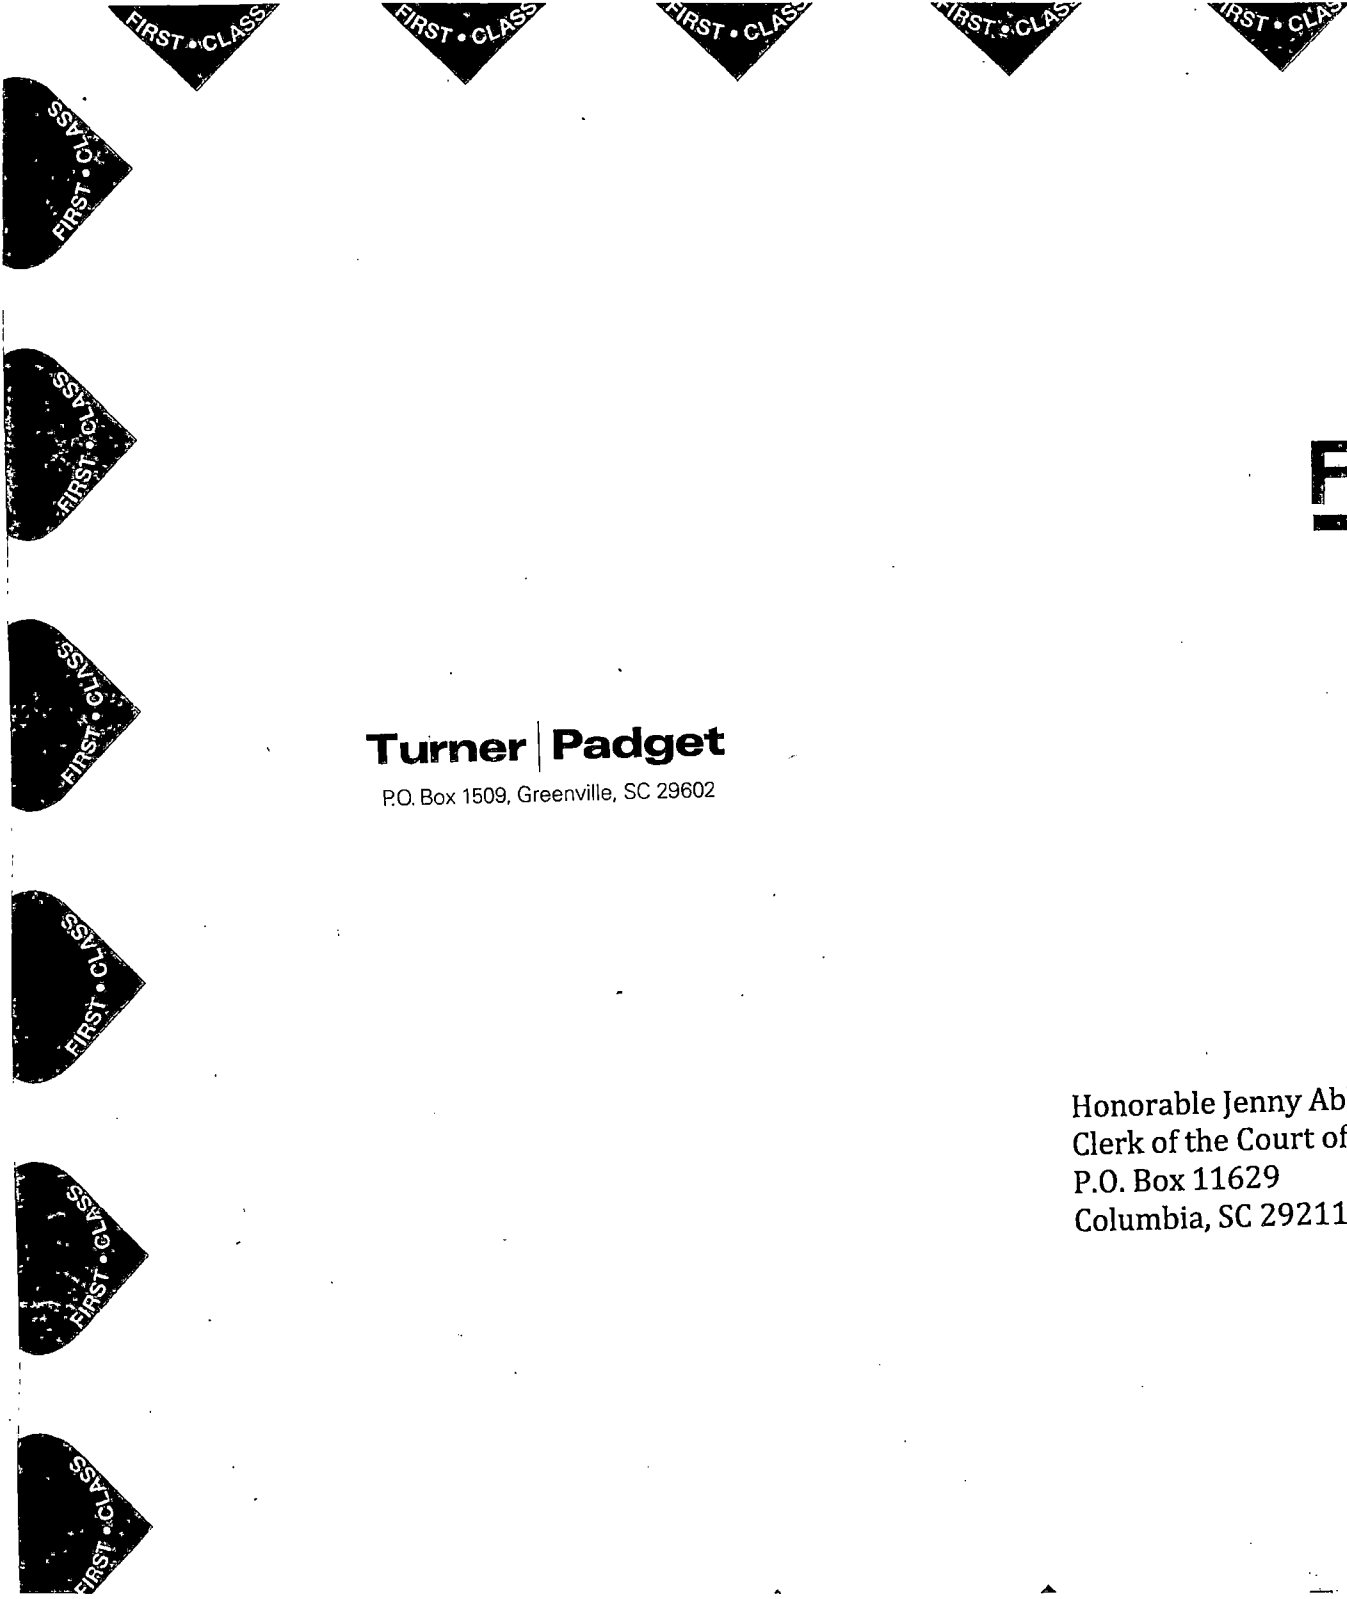 FIRST • CLASS
FIRST • CLASS
FIRST • CLASS
FIRST • CLASS
IRST • CLAS
FIRST • CLASS
FIRST • CLASS
FIRST • CLASS
FIRST • CLASS
FIRST • CLASS
FIRST • CLASS
F
Turner | Padget
P.O. Box 1509, Greenville, SC 29602
Honorable Jenny Ab
Clerk of the Court of
P.O. Box 11629
Columbia, SC 29211